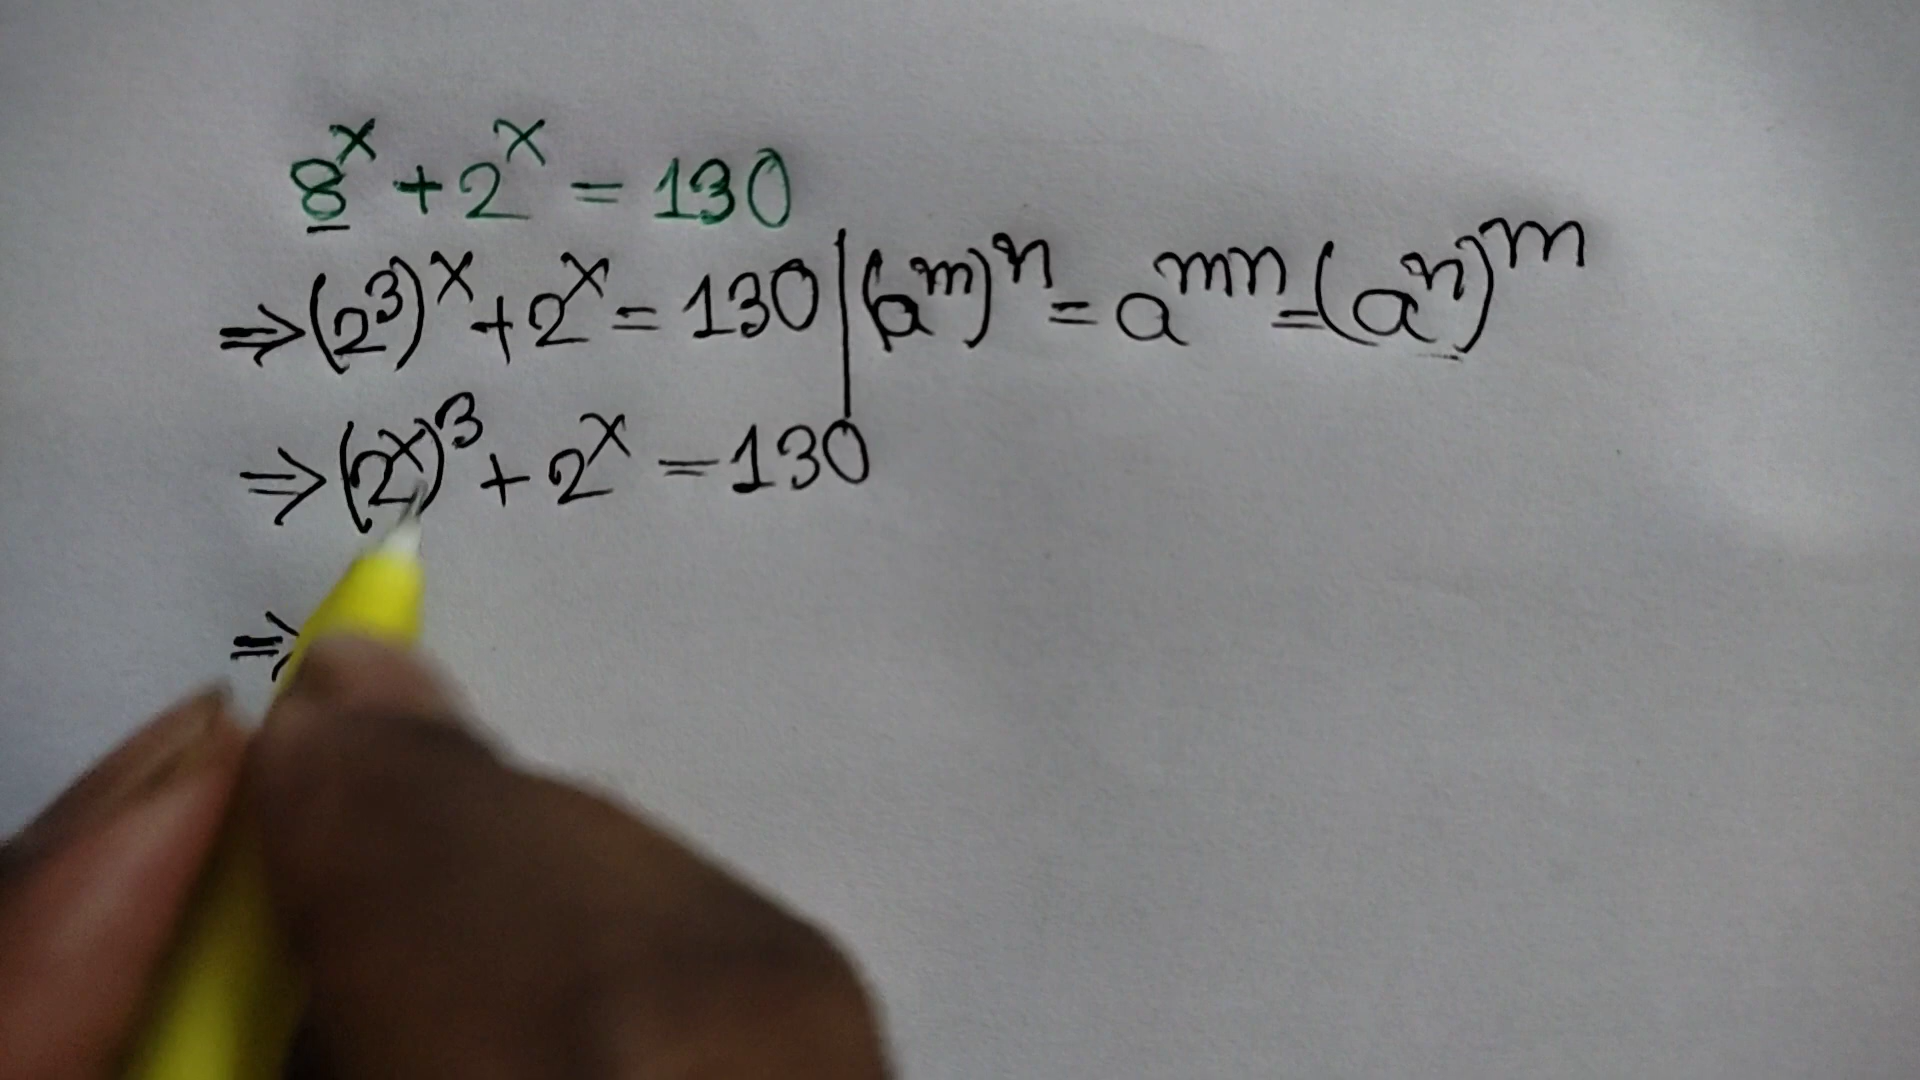 8^x + 2^x = 130
⇒ (2^3)^x + 2^x = 130 | (a^m)^n = a^mn = (a^n)^m
⇒ (2^x)^3 + 2^x = 130
⇒